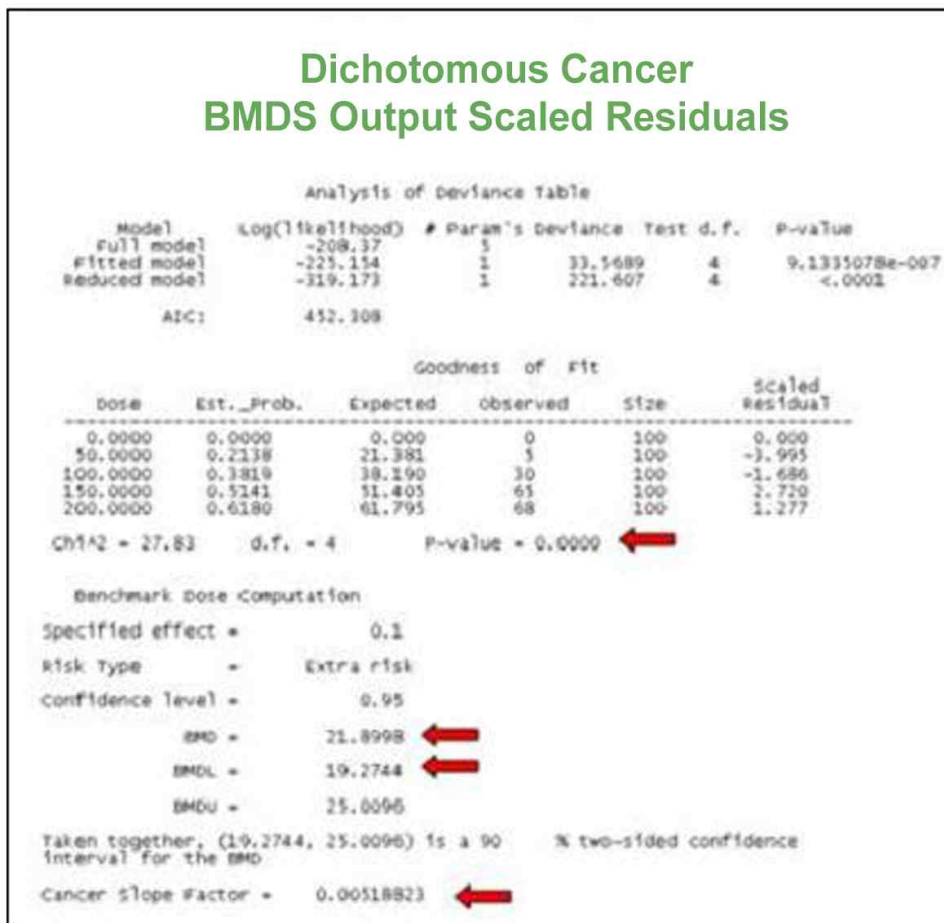 Dichotomous Cancer
BMDS Output Scaled Residuals
Analysis of Deviance Table
Model Log(likelihood) # Param's Deviance Test d.f. P-value
Full model -208.37 5
Fitted model -225.154 1 33.5689 4 9.1335078e-007
Reduced model -319.173 1 221.607 4 <.0001
AIC: 452.308
Goodness of Fit
Scaled
Dose Est._Prob. Expected Observed Size Residual
0.0000 0.0000 0.000 0 100 0.000
50.0000 0.2138 21.381 5 100 -3.995
100.0000 0.3819 38.190 30 100 -1.686
150.0000 0.5141 51.405 65 100 2.720
200.0000 0.6180 61.795 68 100 1.277
Chi^2 = 27.83 d.f. = 4 P-value = 0.0000
Benchmark Dose Computation
Specified effect = 0.1
Risk Type = Extra risk
Confidence level = 0.95
BMD = 21.8998
BMDL = 19.2744
BMDU = 25.0096
Taken together, (19.2744, 25.0096) is a 90 % two-sided confidence
interval for the BMD
Cancer Slope Factor = 0.00518823